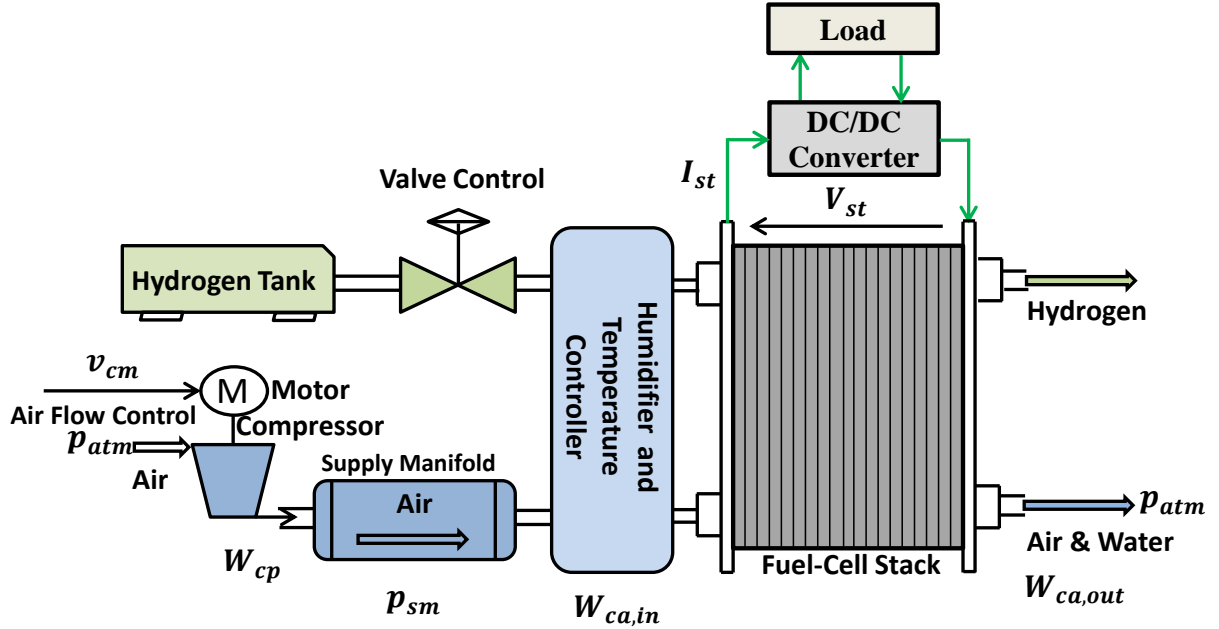 Load
DC/DC
Converter
I_st
V_st
Valve Control
Hydrogen Tank
Humidifier and
Temperature
Controller
Hydrogen
v_cm
M
Motor
Air Flow Control
Compressor
p_atm
Air
Supply Manifold
Air
p_atm
Air & Water
Fuel-Cell Stack
W_cp
p_sm
W_ca,in
W_ca,out